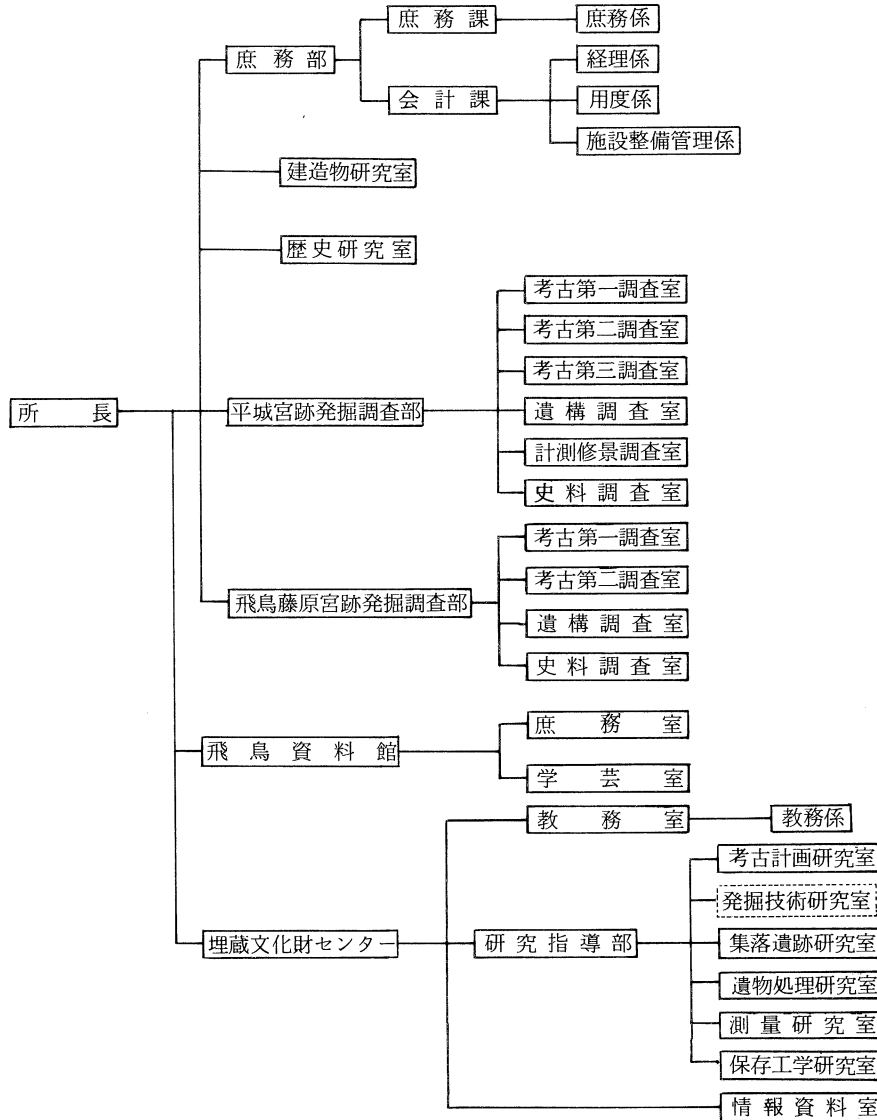 庶務課
庶務係
庶務部
経理係
会計課
用度係
施設整備管理係
建造物研究室
歴史研究室
考古第一調査室
考古第二調査室
考古第三調査室
所長
平城宮跡発掘調査部
遺構調査室
計測修景調査室
史料調査室
考古第一調査室
考古第二調査室
飛鳥藤原宮跡発掘調査部
遺構調査室
史料調査室
庶務室
飛鳥資料館
学芸室
教務室
教務係
考古計画研究室
発掘技術研究室
埋蔵文化財センター
研究指導部
集落遺跡研究室
遺物処理研究室
測量研究室
保存工学研究室
情報資料室